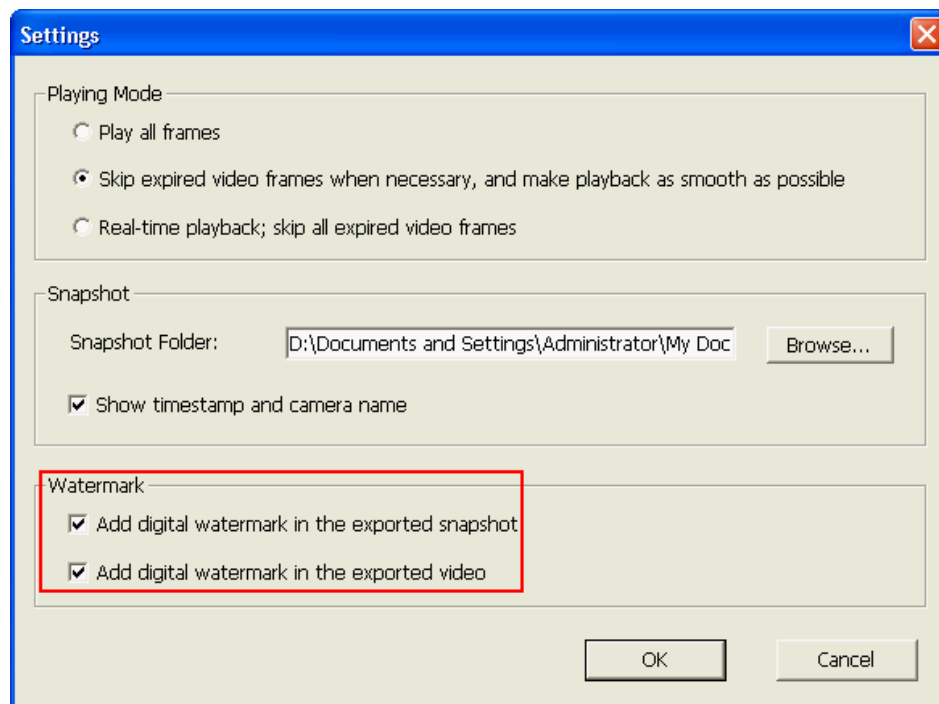 Settings
Playing Mode
Play all frames
Skip expired video frames when necessary, and make playback as smooth as possible
Real-time playback; skip all expired video frames
Snapshot
Snapshot Folder: D:\Documents and Settings\Administrator\My Doc Browse...
Show timestamp and camera name
Watermark
Add digital watermark in the exported snapshot
Add digital watermark in the exported video
OK Cancel